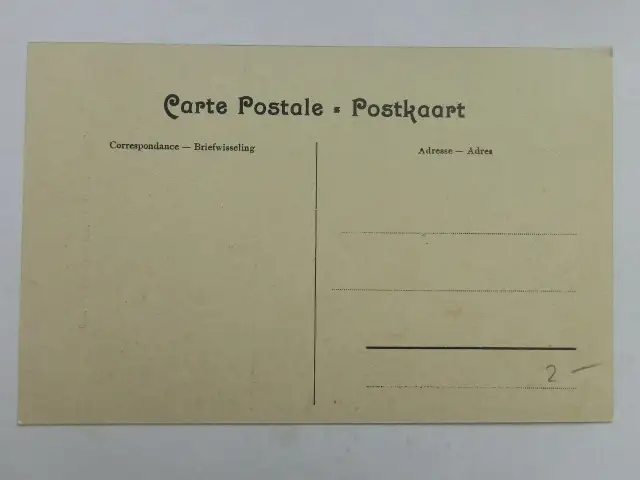 Carte Postale - Postkaart
Correspondance — Briefwisseling
Adresse — Adres
2 —